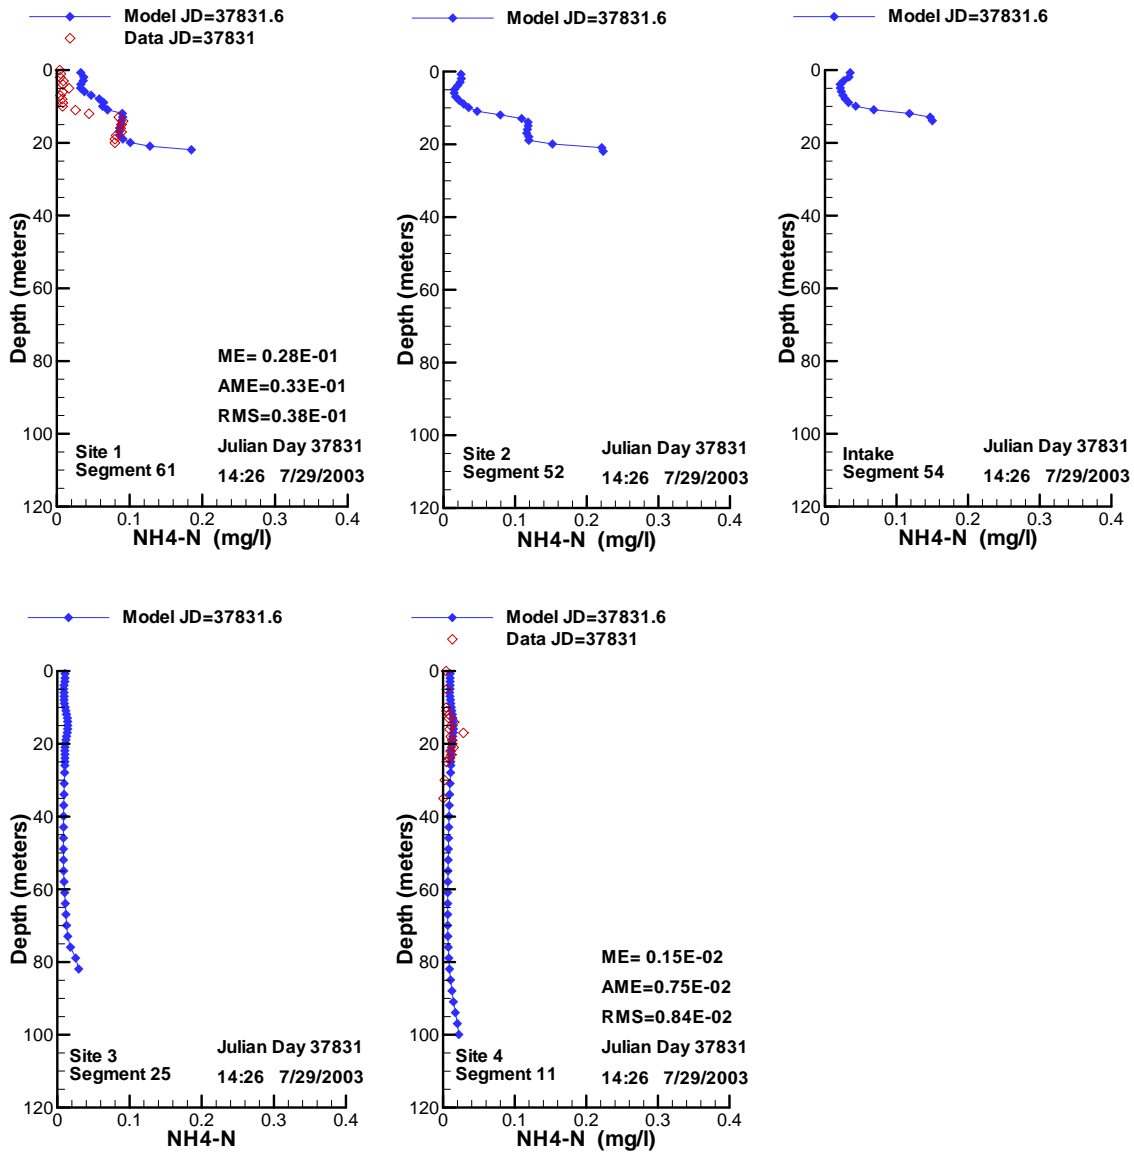 Model JD=37831.6
Data JD=37831
0
20
40
60
80
100
120
Depth (meters)
ME= 0.28E-01
AME=0.33E-01
RMS=0.38E-01
Site 1
Segment 61
Julian Day 37831
14:26 7/29/2003
0 0.1 0.2 0.3 0.4
NH4-N (mg/l)
Model JD=37831.6
0
20
40
60
80
100
120
Depth (meters)
Site 2
Segment 52
Julian Day 37831
14:26 7/29/2003
0 0.1 0.2 0.3 0.4
NH4-N (mg/l)
Model JD=37831.6
0
20
40
60
80
100
120
Depth (meters)
Intake
Segment 54
Julian Day 37831
14:26 7/29/2003
0 0.1 0.2 0.3 0.4
NH4-N (mg/l)
Model JD=37831.6
0
20
40
60
80
100
120
Depth (meters)
Site 3
Segment 25
Julian Day 37831
14:26 7/29/2003
0 0.1 0.2 0.3 0.4
NH4-N
Model JD=37831.6
Data JD=37831
0
20
40
60
80
100
120
Depth (meters)
ME= 0.15E-02
AME=0.75E-02
RMS=0.84E-02
Site 4
Segment 11
Julian Day 37831
14:26 7/29/2003
0 0.1 0.2 0.3 0.4
NH4-N (mg/l)